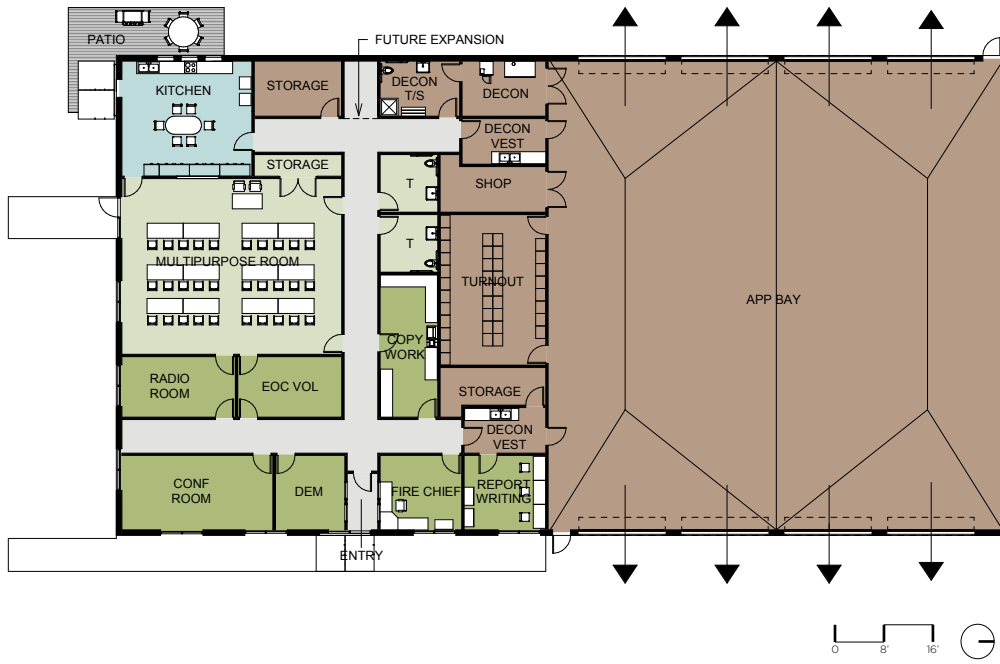 PATIO
FUTURE EXPANSION
KITCHEN
STORAGE
DECON
T/S
DECON
DECON
VEST
STORAGE
T
SHOP
T
MULTIPURPOSE ROOM
TURNOUT
APP BAY
COPY
WORK
RADIO
ROOM
EOC VOL
STORAGE
DECON
VEST
CONF
ROOM
DEM
FIRE CHIEF
REPORT
WRITING
ENTRY
0 8' 16'